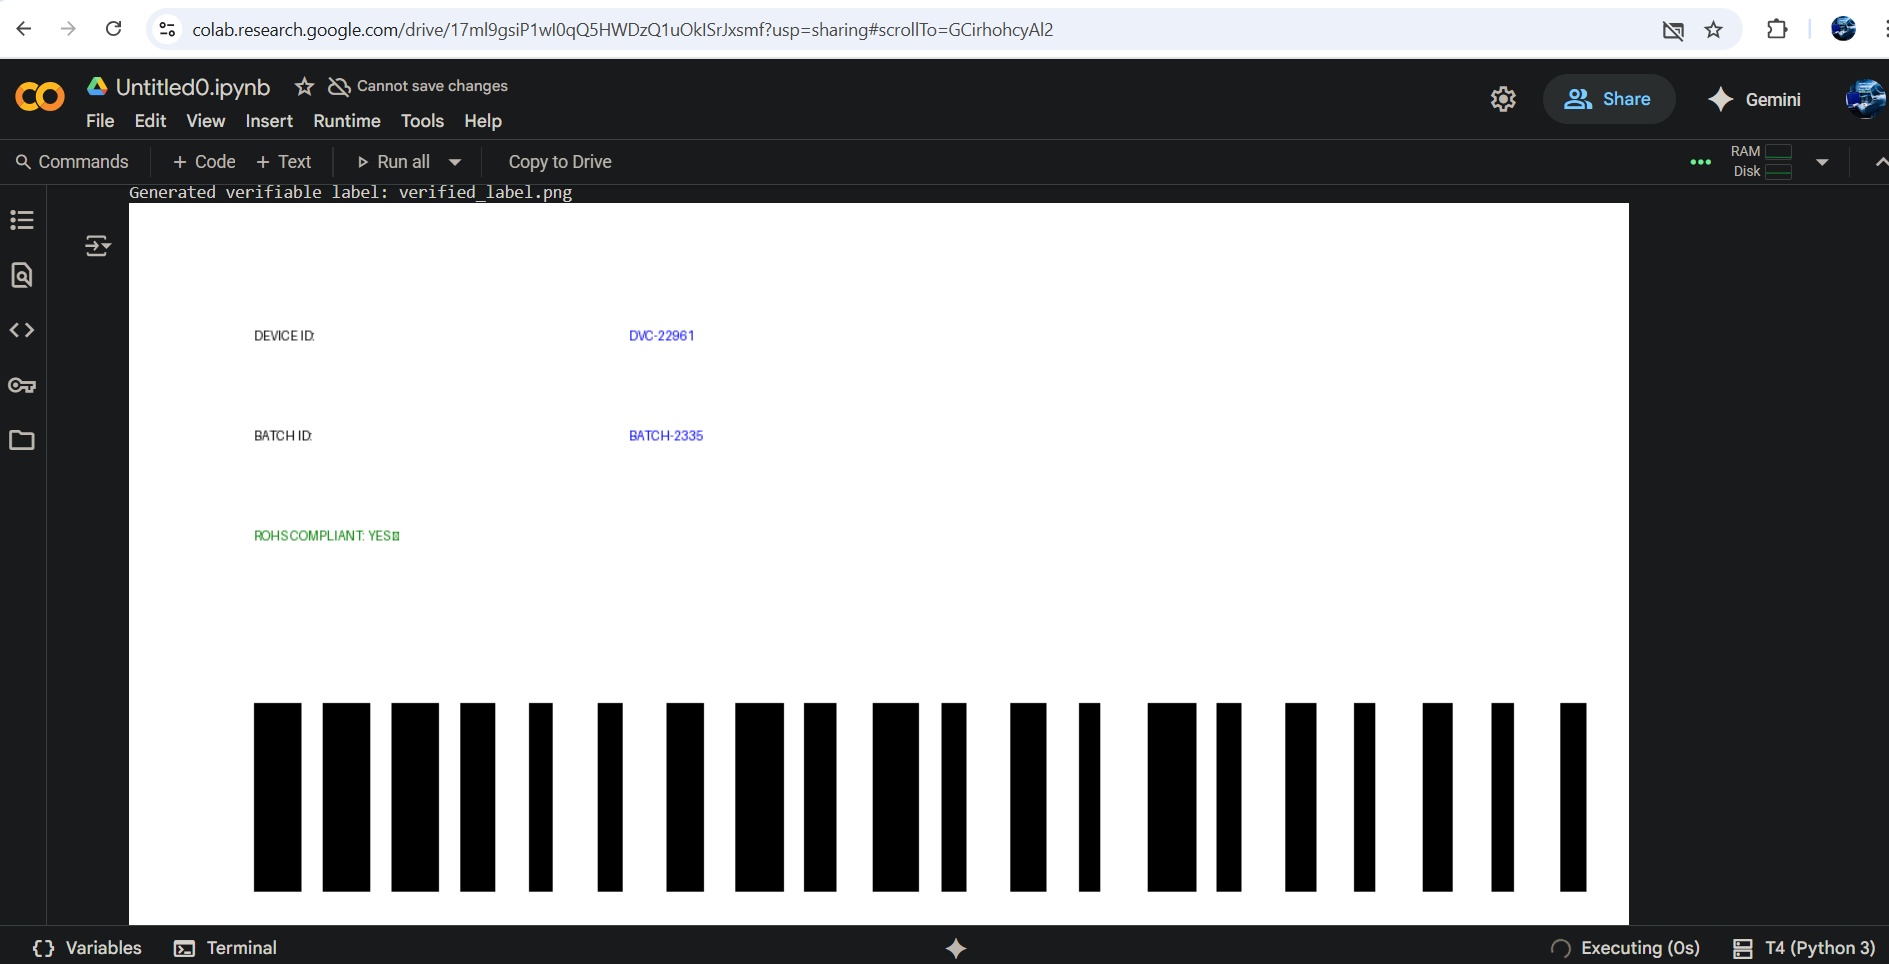 colab.research.google.com/drive/17ml9gsiP1wI0qQ5HWDzQ1uOkISrJxsmf?usp=sharing#scrollTo=GCirhohcyAl2
CO Untitled0.ipynb Cannot save changes
Share Gemini
File Edit View Insert Runtime Tools Help
Commands + Code + Text Run all Copy to Drive
RAM
Disk
Generated verifiable label: verified_label.png
DEVICE ID: DVC-22961
BATCH ID: BATCH-2335
ROHS COMPLIANT: YES
Variables Terminal Executing (0s) T4 (Python 3)